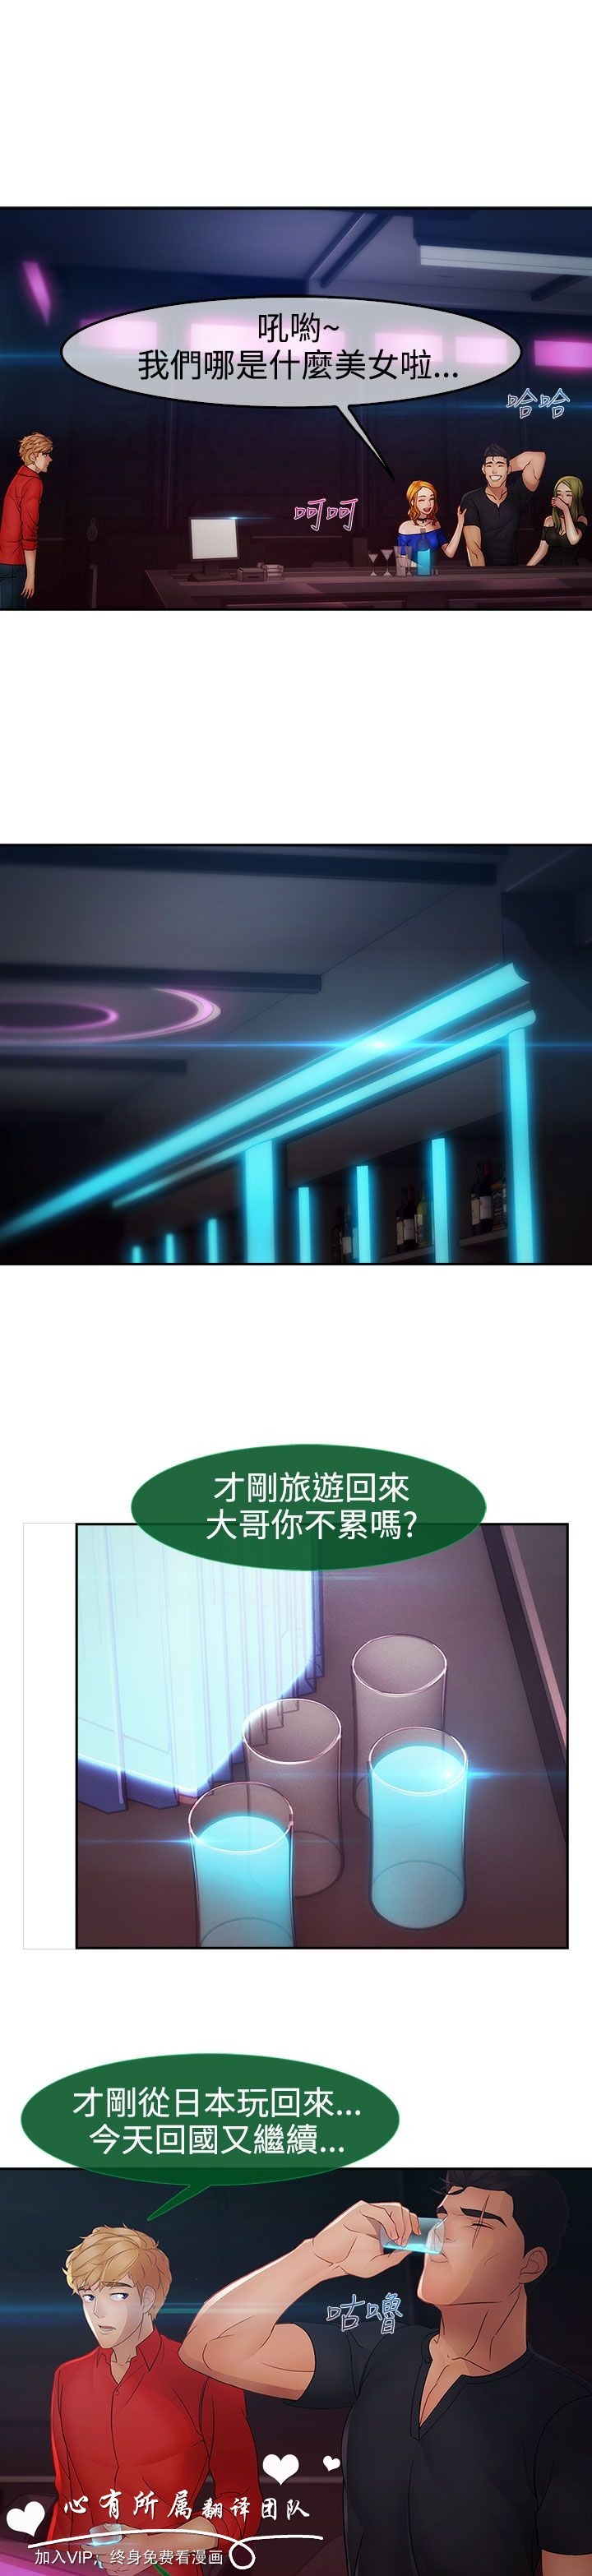 吼喲~
我們哪是什麼美女啦...
哈哈
呵呵
才剛旅遊回來
大哥你不累嗎?
才剛從日本玩回來...
今天回國又繼續...
咕嚕
心有所属翻译团队
加入VIP，终身免费看漫画